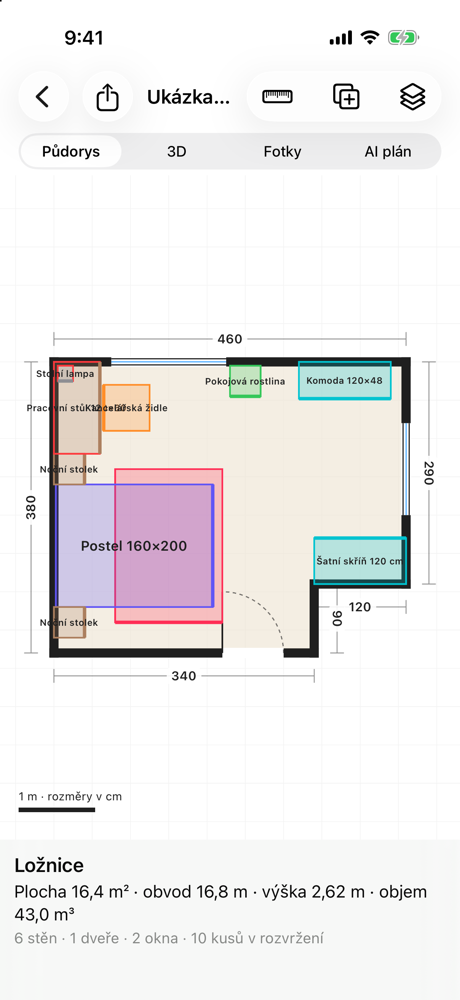 9:41
Ukázka...
Půdorys
3D
Fotky
AI plán
460
Stolní lampa
Pokojová rostlina
Komoda 120×48
Kancelářská židle
Noční stolek
290
380
Postel 160×200
Šatní skříň 120 cm
Noční stolek
90
120
340
1 m · rozměry v cm
Ložnice
Plocha 16,4 m² · obvod 16,8 m · výška 2,62 m · objem
43,0 m³
6 stěn · 1 dveře · 2 okna · 10 kusů v rozvržení